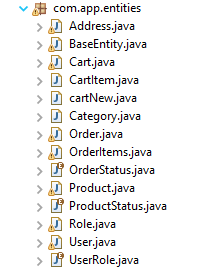 com.app.entities
Address.java
BaseEntity.java
Cart.java
CartItem.java
cartNew.java
Category.java
Order.java
OrderItems.java
OrderStatus.java
Product.java
ProductStatus.java
Role.java
User.java
UserRole.java